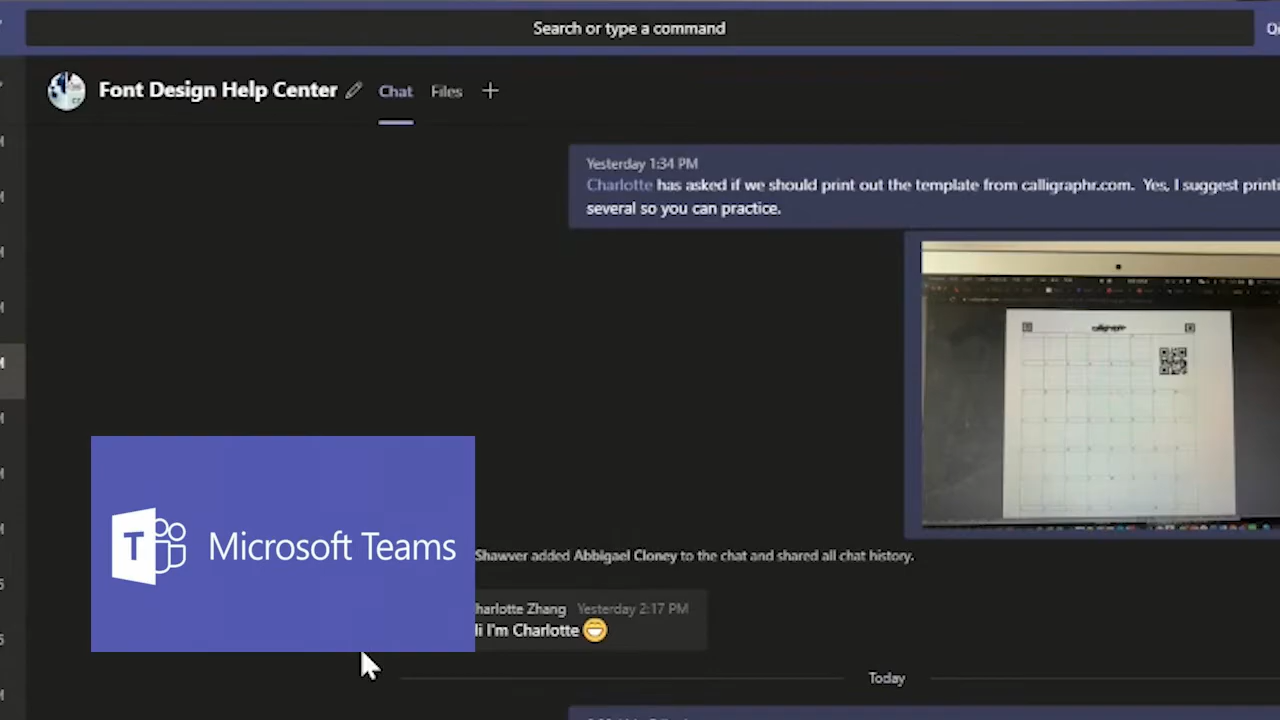 Search or type a command
Font Design Help Center
Chat
Files
Yesterday 1:34 PM
Charlotte has asked if we should print out the template from calligraphr.com. Yes, I suggest printi
several so you can practice.
calligraphr
T
Microsoft Teams
Shawver added Abbigael Cloney to the chat and shared all chat history.
harlotte Zhang Yesterday 2:17 PM
i I'm Charlotte
Today